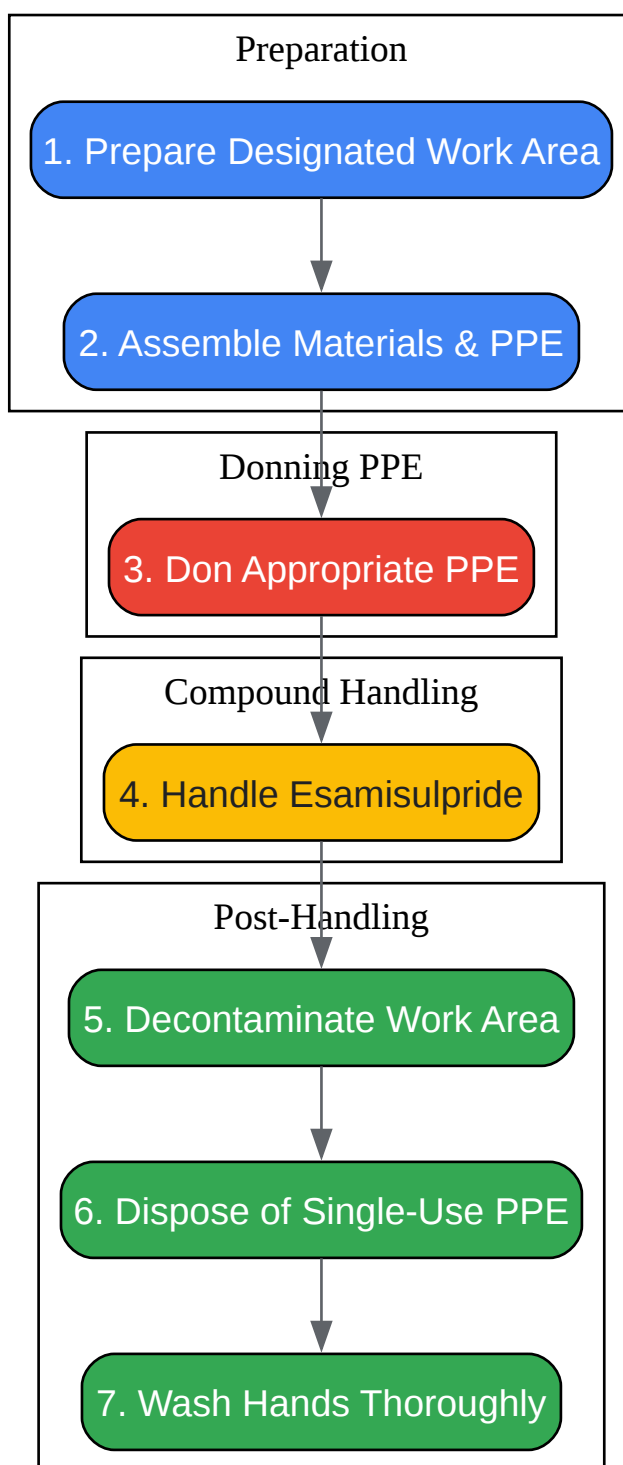 Preparation
1. Prepare Designated Work Area
2. Assemble Materials & PPE
Donning PPE
3. Don Appropriate PPE
Compound Handling
4. Handle Esamisulpride
Post-Handling
5. Decontaminate Work Area
6. Dispose of Single-Use PPE
7. Wash Hands Thoroughly